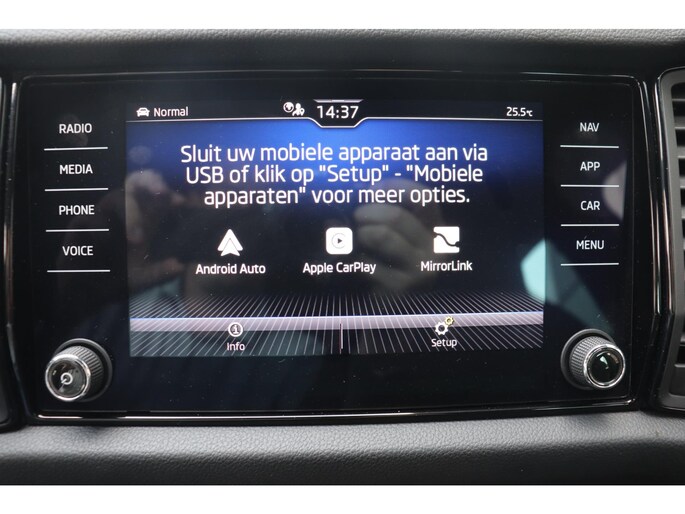 RADIO
MEDIA
PHONE
VOICE
Normal
14:37
25.5°C
Sluit uw mobiele apparaat aan via
USB of klik op "Setup" - "Mobiele
apparaten" voor meer opties.
Android Auto
Apple CarPlay
MirrorLink
Info
Setup
NAV
APP
CAR
MENU